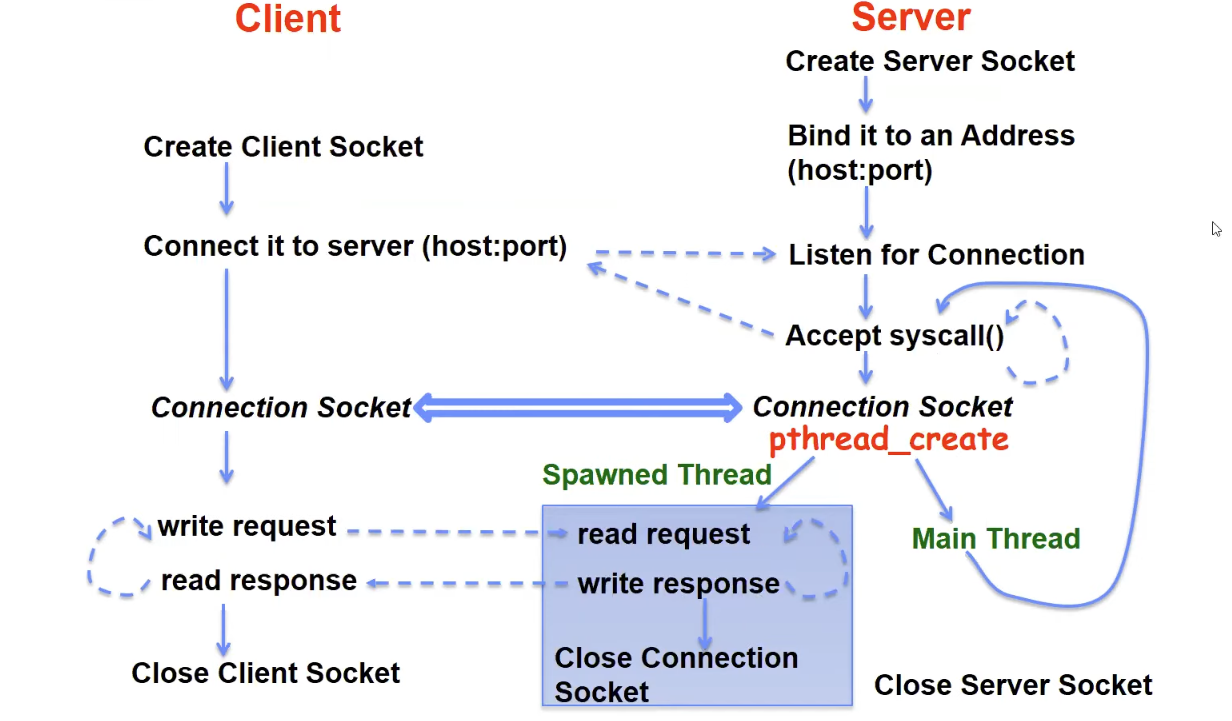 Client
Server
Create Server Socket
Bind it to an Address
(host:port)
Create Client Socket
Connect it to server (host:port)
Listen for Connection
Accept syscall()
Connection Socket
Connection Socket
pthread_create
Spawned Thread
write request
read request
Main Thread
read response
write response
Close Connection
Socket
Close Client Socket
Close Server Socket